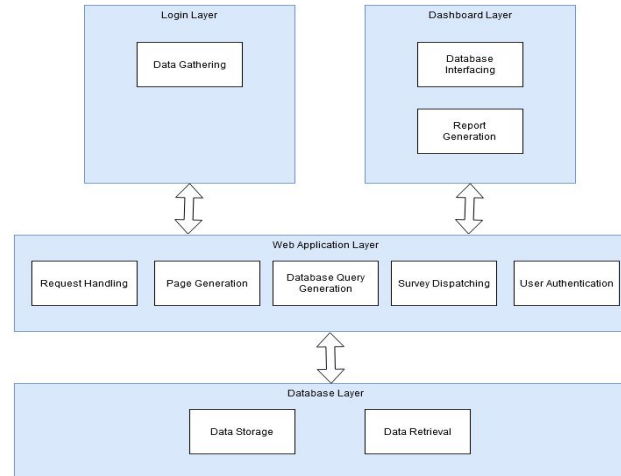 Login Layer
Data Gathering
Dashboard Layer
Database
Interfacing
Report
Generation
Web Application Layer
Request Handling
Page Generation
Database Query
Generation
Survey Dispatching
User Authentication
Database Layer
Data Storage
Data Retrieval